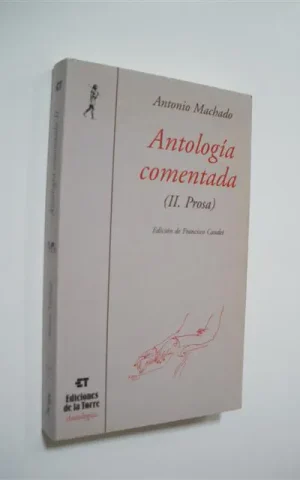 Antonio Machado
Antología
comentada
(II. Prosa)
Edición de Francisco Caudet
ET
Ediciones
de la Torre